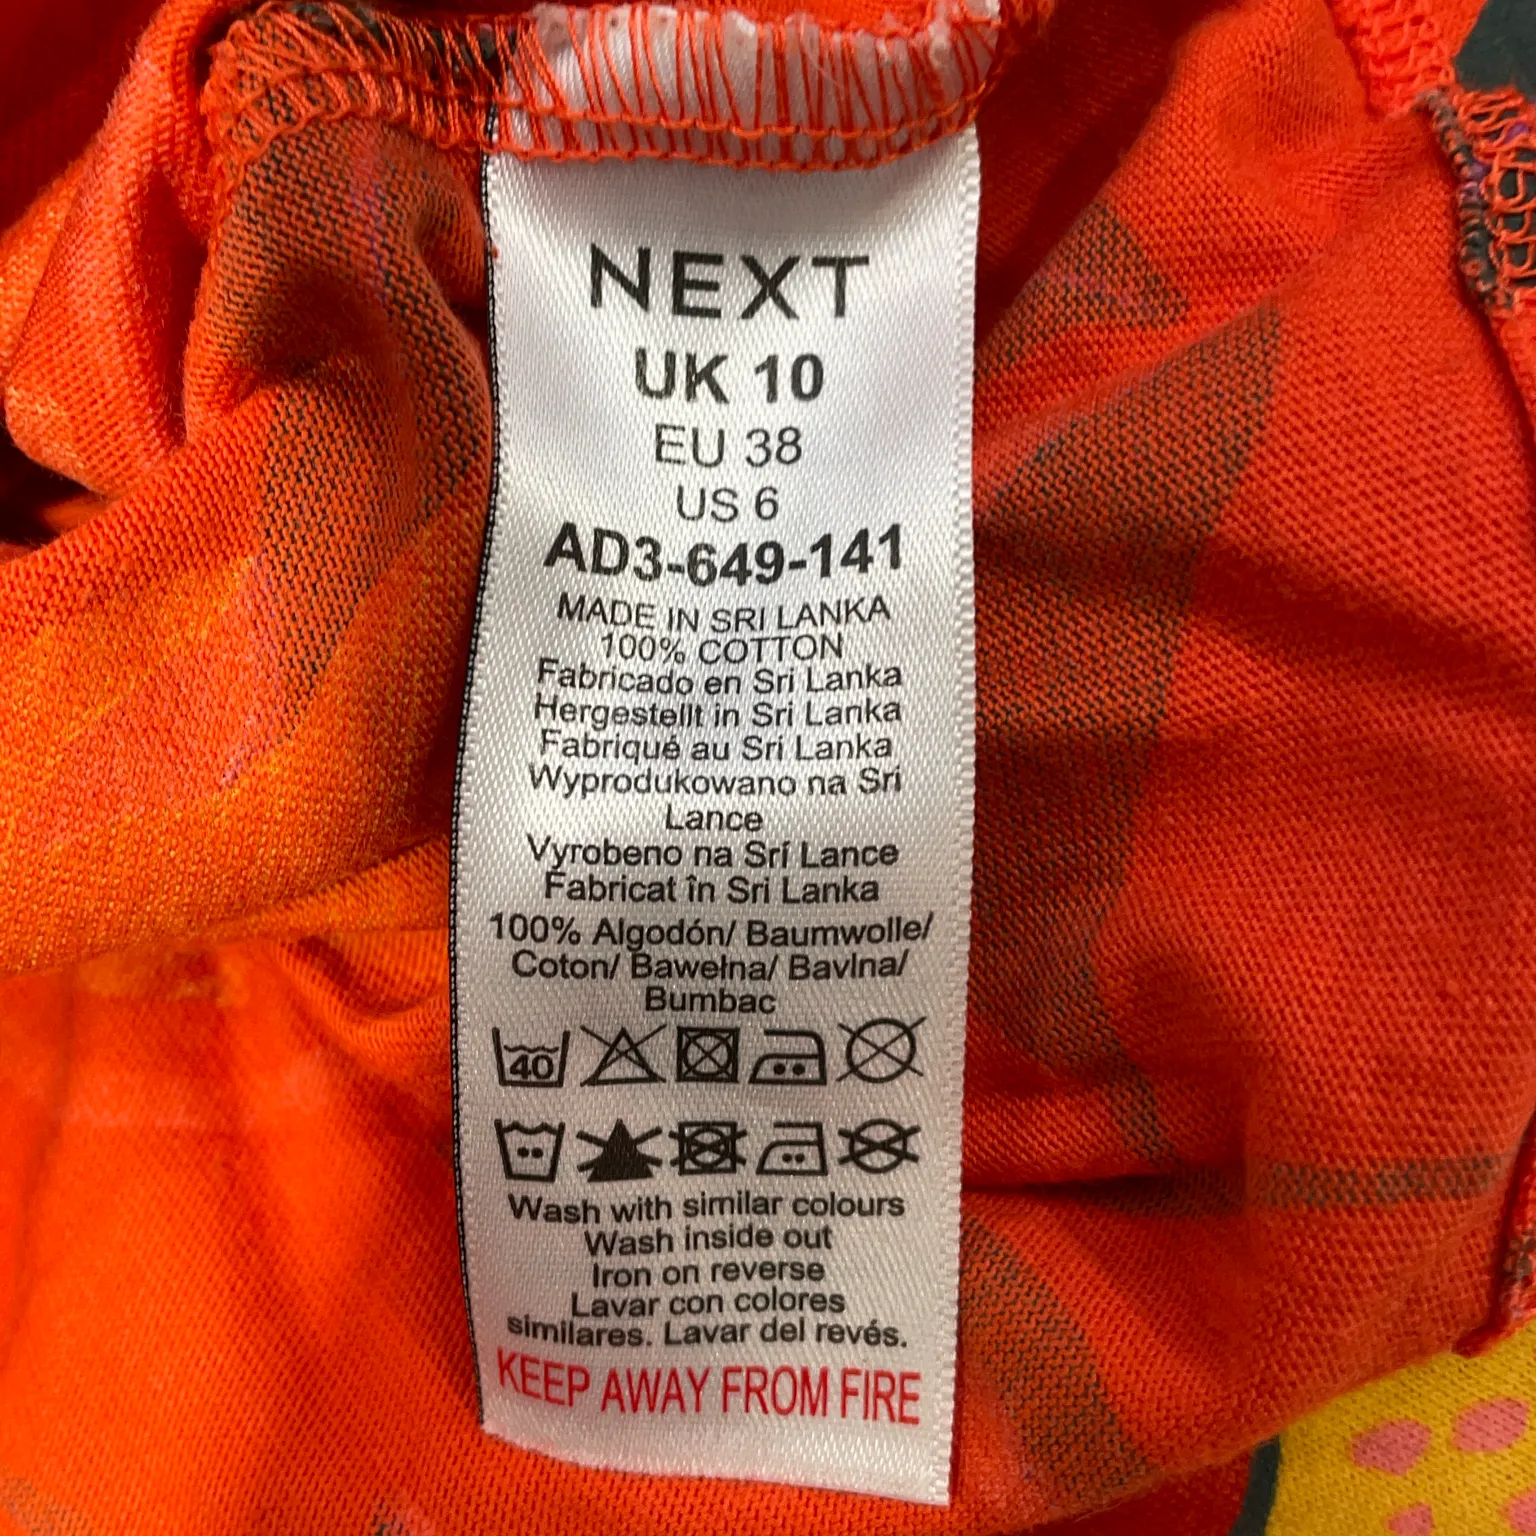 NEXT
UK 10
EU 38
US 6
AD3-649-141
MADE IN SRI LANKA
100% COTTON
Fabricado en Sri Lanka
Hergestellt in Sri Lanka
Fabriqué au Sri Lanka
Wyprodukowano na Sri
Lance
Vyrobeno na Srí Lance
Fabricat în Sri Lanka
100% Algodón/ Baumwolle/
Coton/ Bawełna/ Bavlna/
Bumbac
40
Wash with similar colours
Wash inside out
Iron on reverse
Lavar con colores
similares. Lavar del revés.
KEEP AWAY FROM FIRE